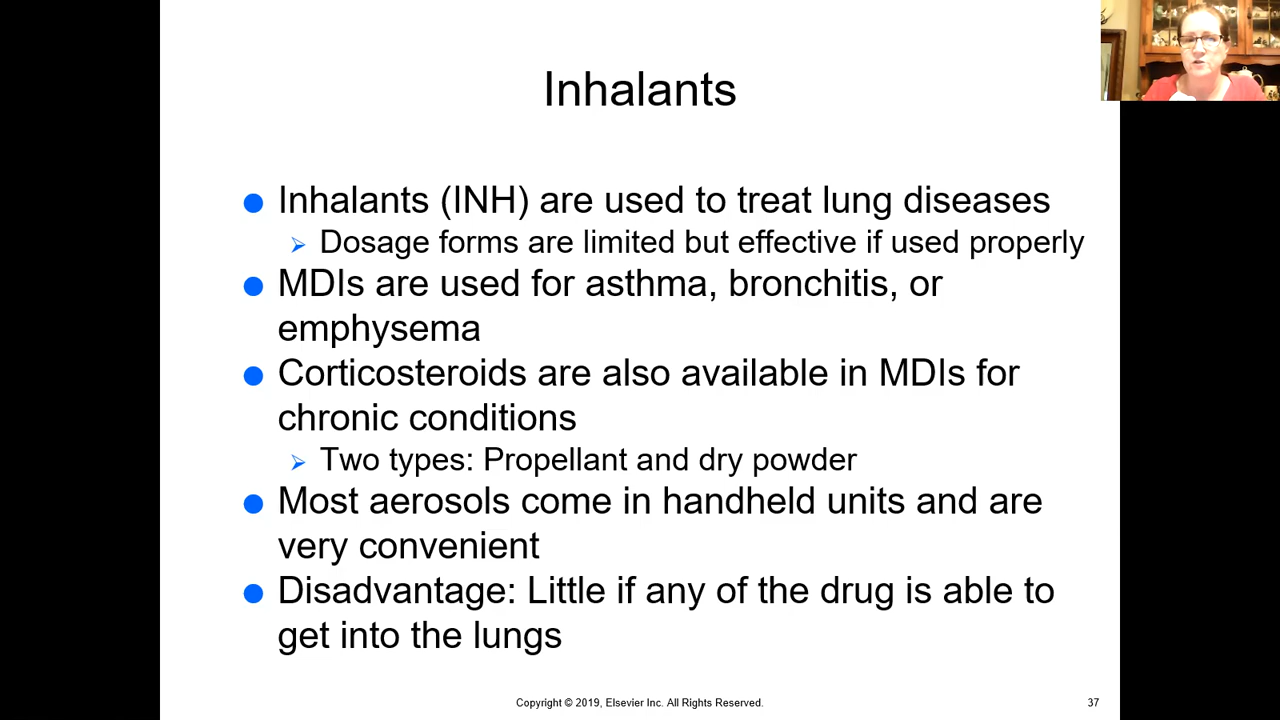 Inhalants
Inhalants (INH) are used to treat lung diseases
Dosage forms are limited but effective if used properly
MDIs are used for asthma, bronchitis, or
emphysema
Corticosteroids are also available in MDIs for
chronic conditions
Two types: Propellant and dry powder
Most aerosols come in handheld units and are
very convenient
Disadvantage: Little if any of the drug is able to
get into the lungs
Copyright © 2019, Elsevier Inc. All Rights Reserved.
37